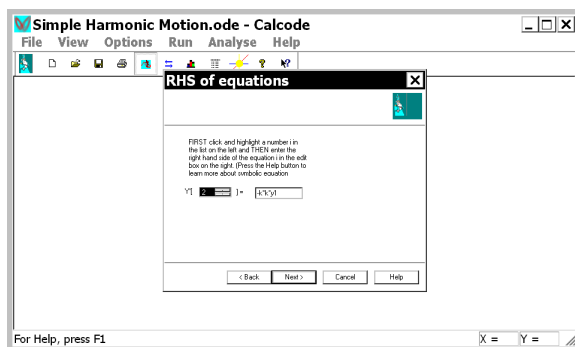 Simple Harmonic Motion.ode - Calcode
File View Options Run Analyse Help
RHS of equations
FIRST click and highlight a number i in
the list on the left and THEN enter the
right hand side of the equation i in the edit
box on the right. (Press the Help button to
learn more about symbolic equation
Y'[ 2 ]= -k*k*y1
< Back Next > Cancel Help
For Help, press F1 X = Y =